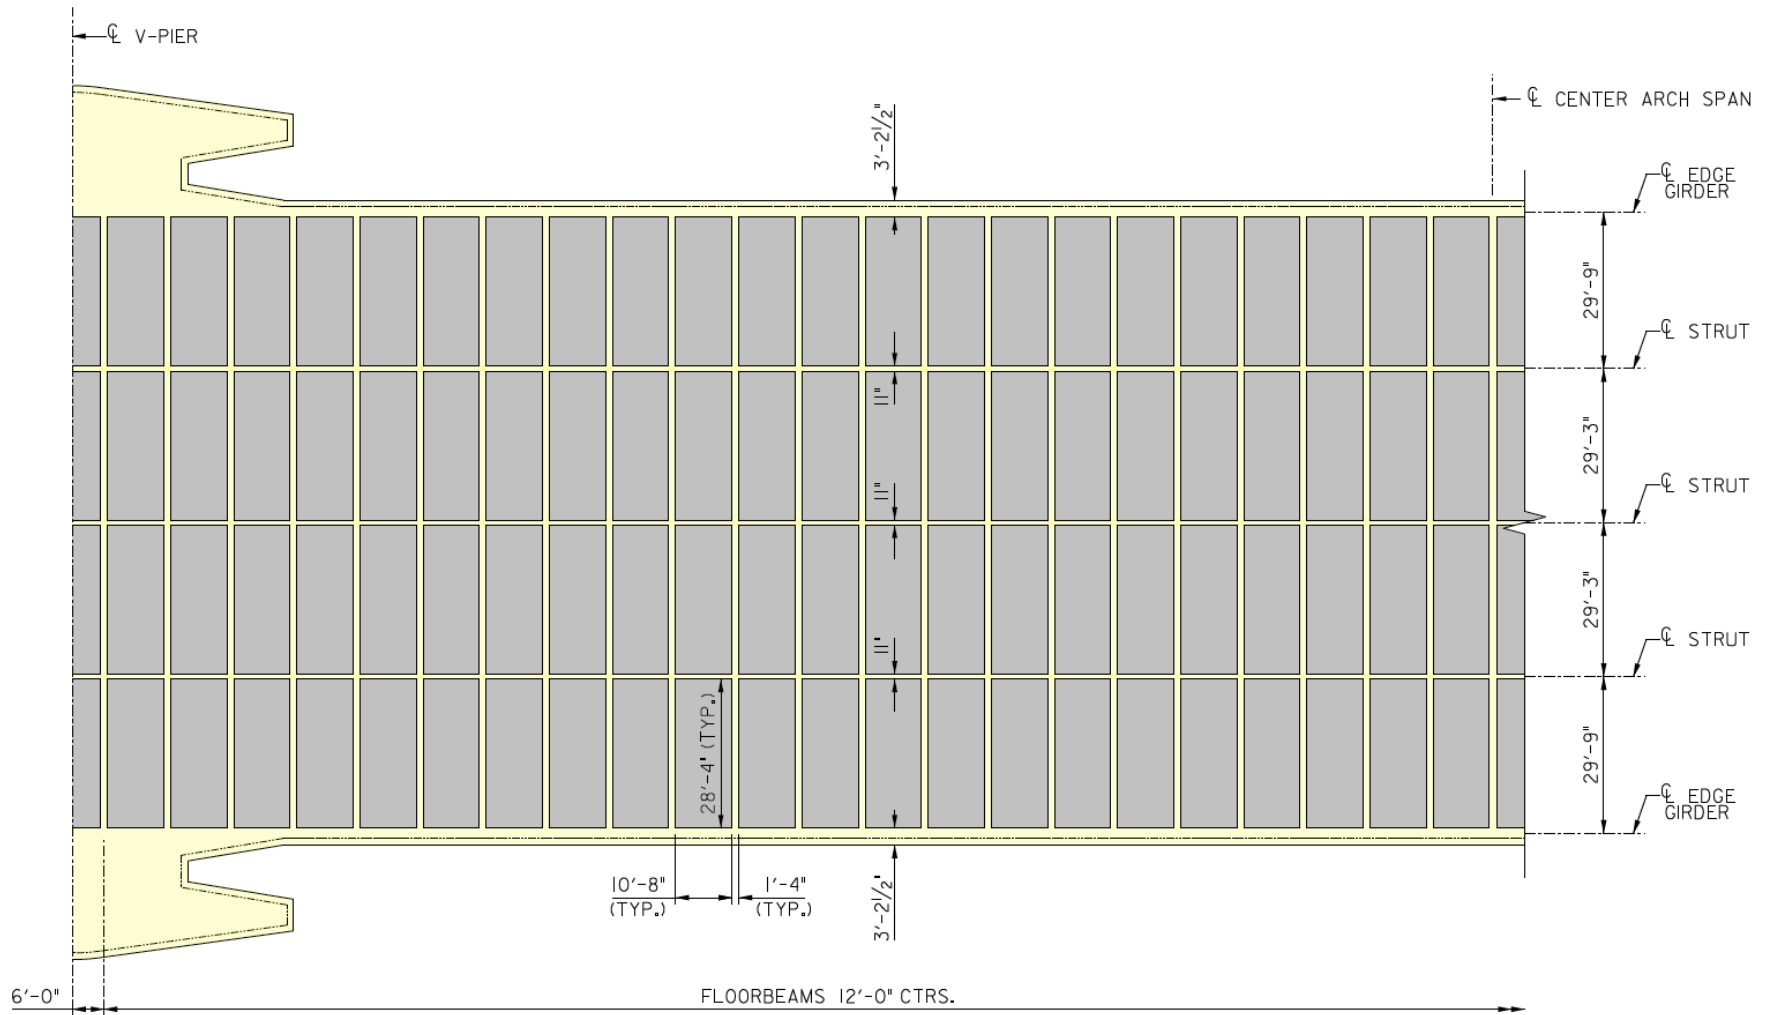 ℄ V-PIER
℄ CENTER ARCH SPAN
3'-2½"
℄ EDGE
GIRDER
29'-9"
℄ STRUT
11"
29'-3"
11"
℄ STRUT
29'-3"
11'
℄ STRUT
28'-4' (TYP.)
29'-9"
℄ EDGE
GIRDER
10'-8"
(TYP.)
1'-4"
(TYP.)
3'-2½'
6'-0"
FLOORBEAMS 12'-0" CTRS.